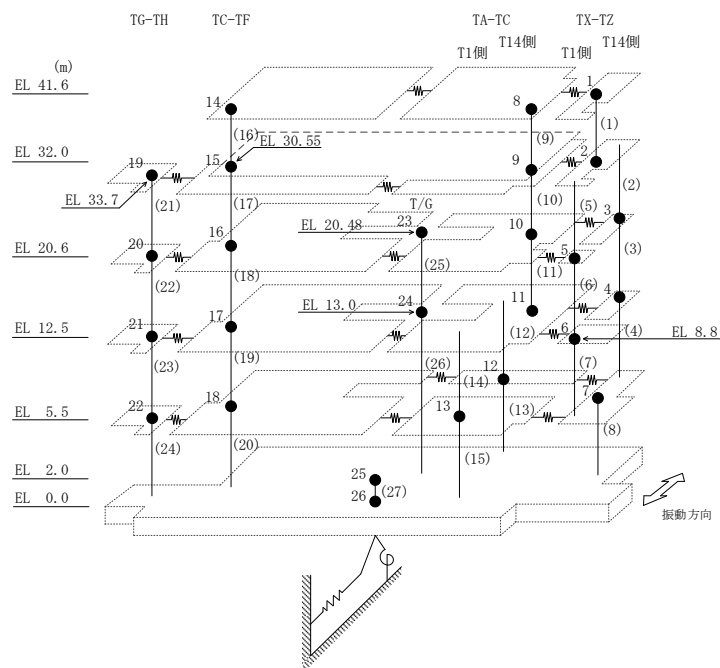 TG-TH TC-TF TA-TC TX-TZ
T1側 T14側 T1側 T14側
(m)
EL 41.6
14 8 1
(16) (9) (1)
EL 30.55
EL 32.0
19 15 9 2
EL 33.7
(21) (17) (10) (2)
T/G
EL 20.48 23 (5) 3
EL 20.6
20 16 10 5 (3)
(22) (18) (25) (11)
EL 13.0 24 (6) 4
EL 12.5
21 17 11 6 (4)
EL 8.8
(23) (19) (12)
(26) 12 (14) (7)
EL 5.5
22 18 13 (13) 7
(24) (20) (15) (8)
EL 2.0
25
EL 0.0
26 (27)
振動方向